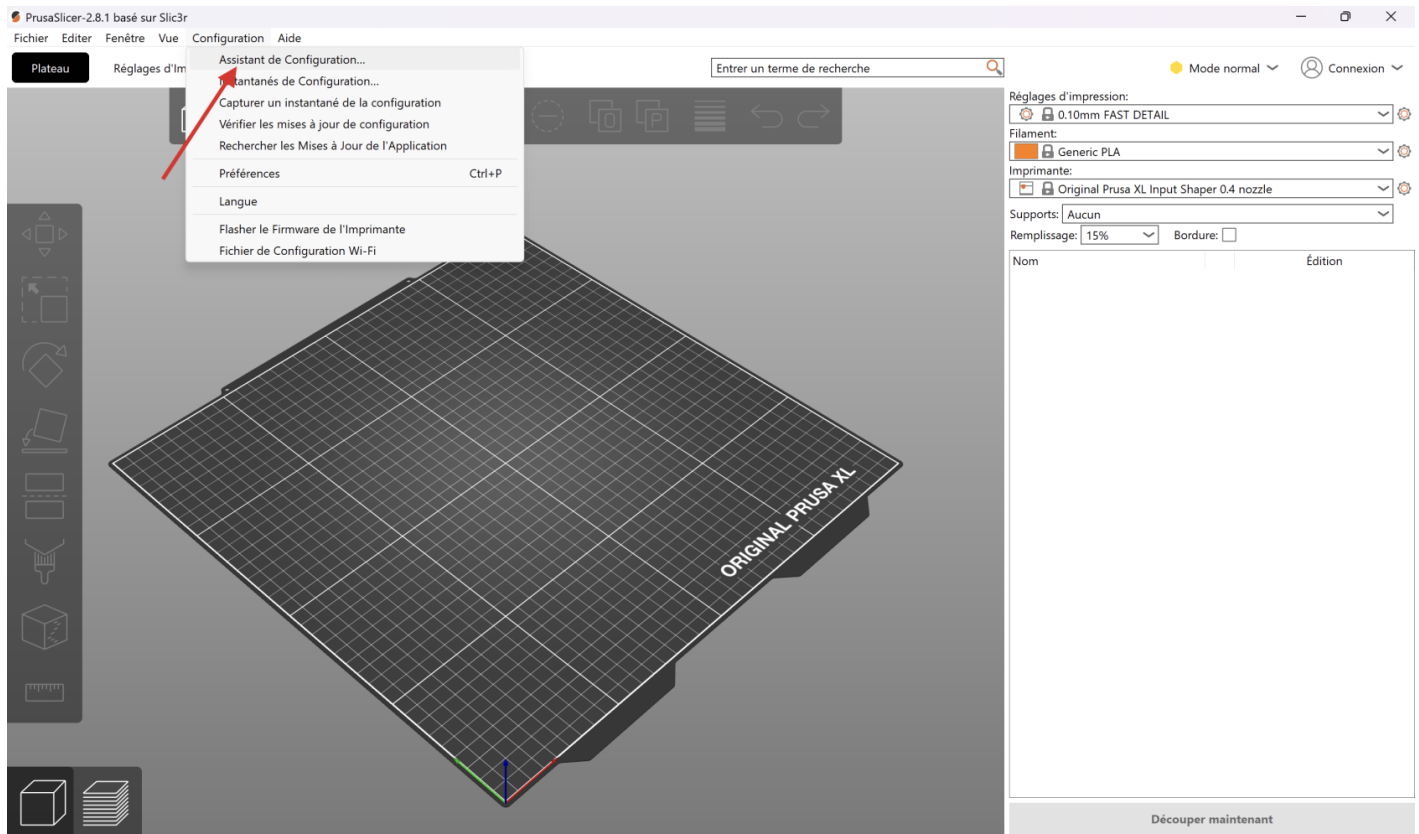 PrusaSlicer-2.8.1 basé sur Slic3r
Fichier Editer Fenêtre Vue Configuration Aide
Plateau Réglages d'Im
Entrer un terme de recherche
Mode normal Connexion
Assistant de Configuration...
Instantanés de Configuration...
Capturer un instantané de la configuration
Vérifier les mises à jour de configuration
Rechercher les Mises à Jour de l'Application
Préférences Ctrl+P
Langue
Flasher le Firmware de l'Imprimante
Fichier de Configuration Wi-Fi
Réglages d'impression:
0.10mm FAST DETAIL
Filament:
Generic PLA
Imprimante:
Original Prusa XL Input Shaper 0.4 nozzle
Supports: Aucun
Remplissage: 15% Bordure:
Nom Édition
ORIGINAL PRUSA XL
Découper maintenant